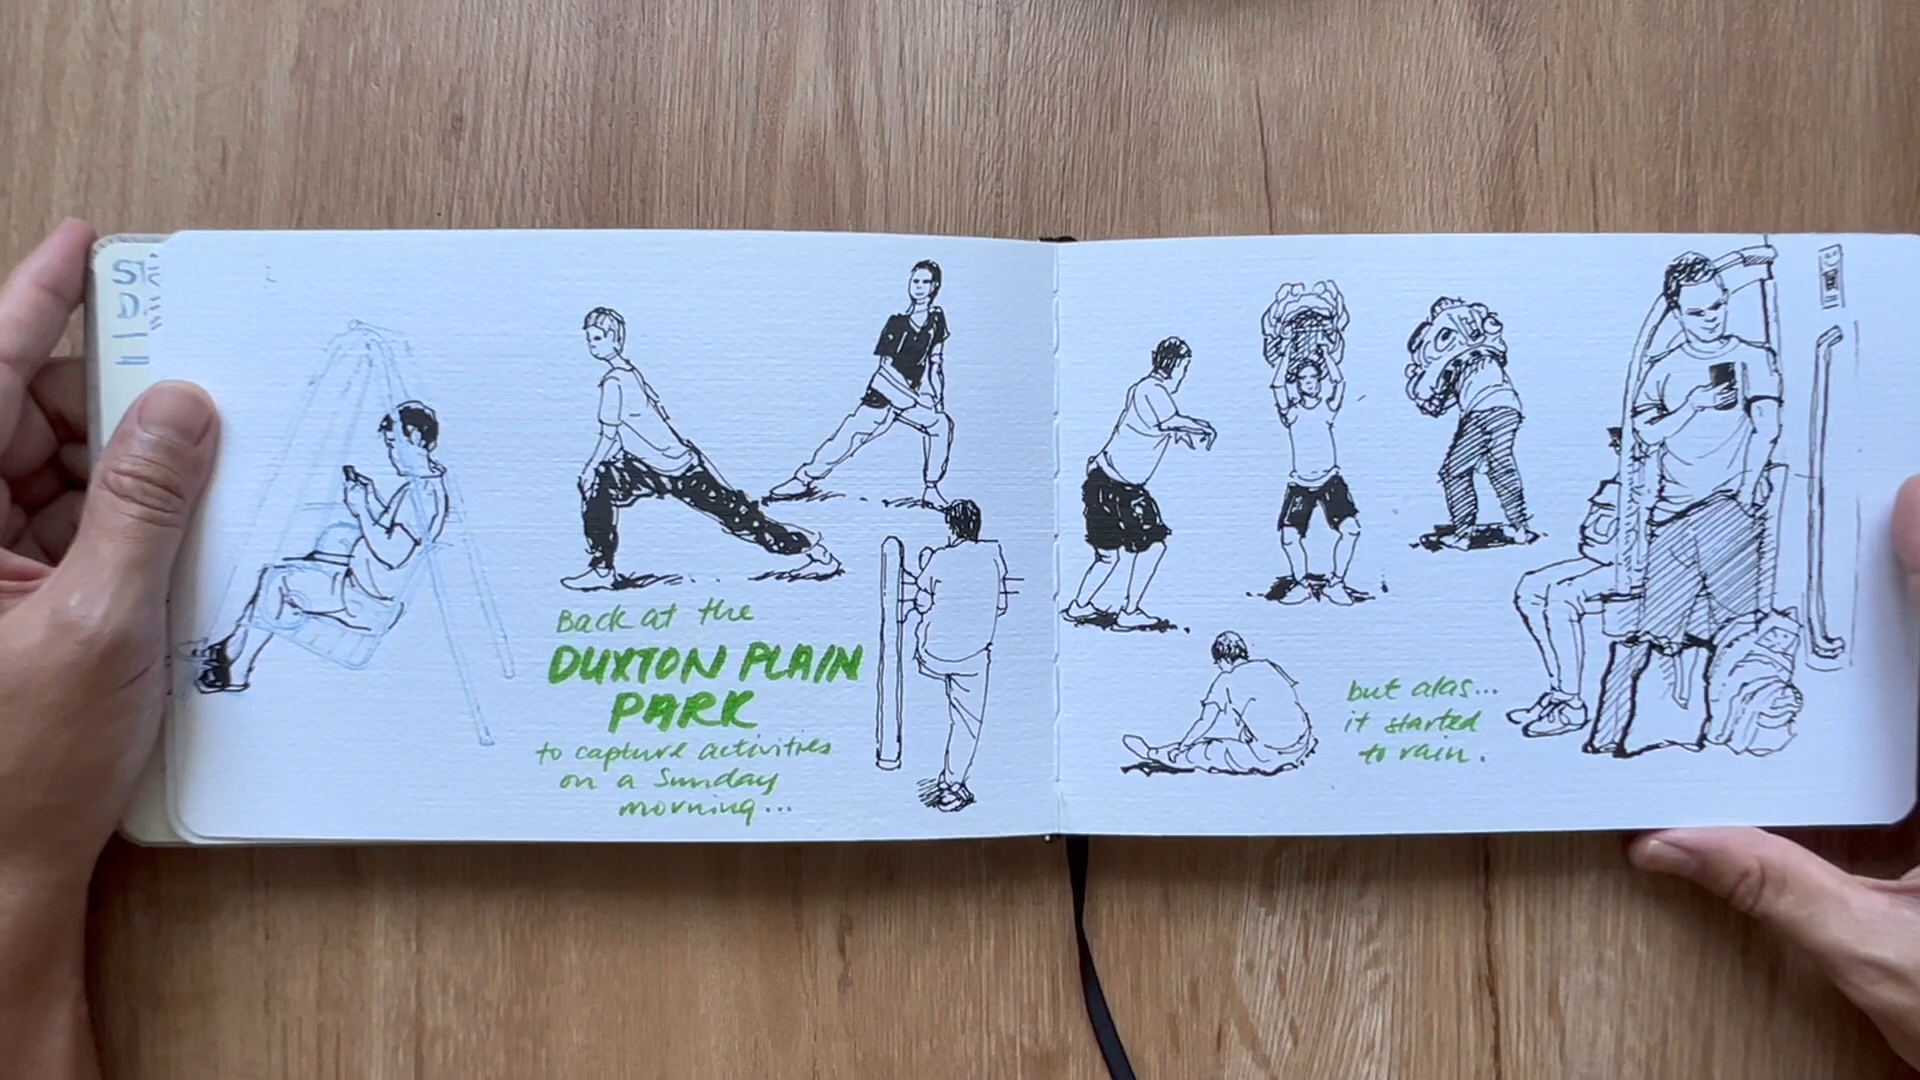 Back at the
DUXTON PLAIN
PARK
to capture activities
on a Sunday
morning...
but alas...
it started
to rain.